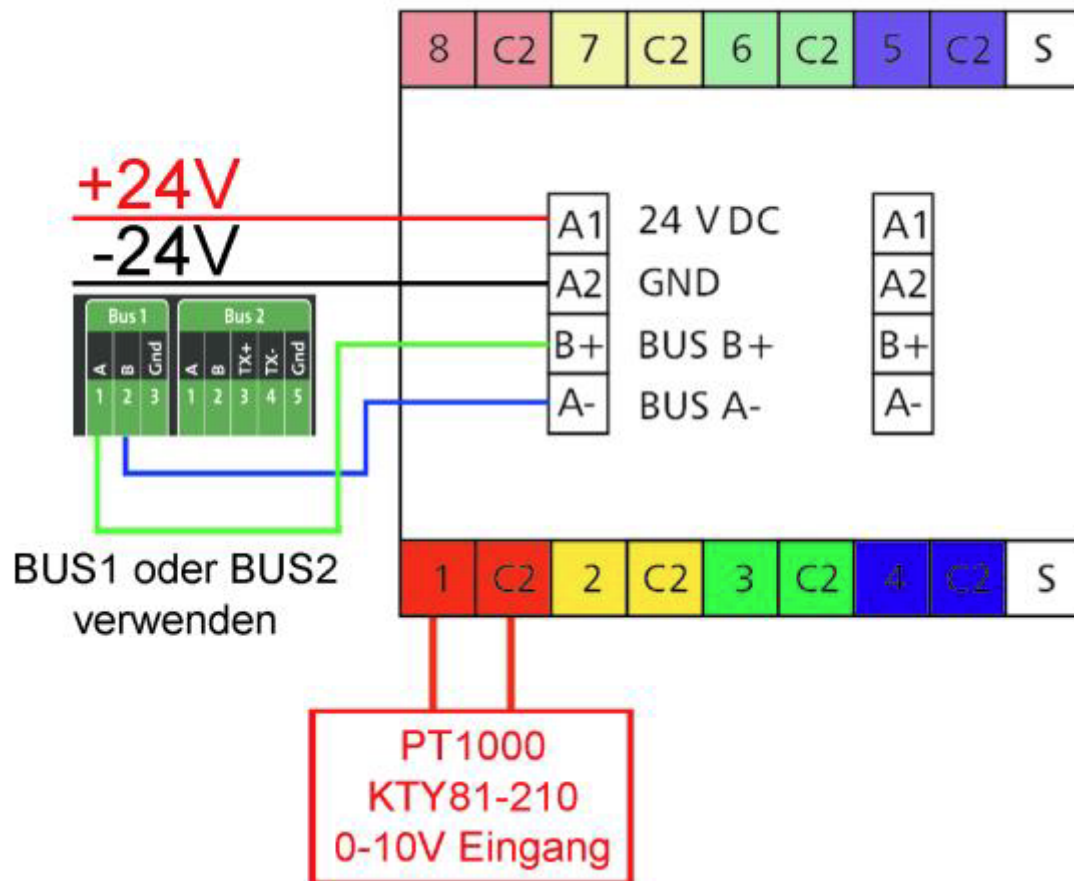 8 C2 7 C2 6 C2 5 C2 S
+24V
-24V
A1 24 V DC A1
A2 GND A2
B+ BUS B+ B+
A- BUS A- A-
Bus 1 Bus 2
A B Gnd A B TX+ TX- Gnd
1 2 3 1 2 3 4 5
BUS1 oder BUS2
verwenden
1 C2 2 C2 3 C2 4 C2 S
PT1000
KTY81-210
0-10V Eingang